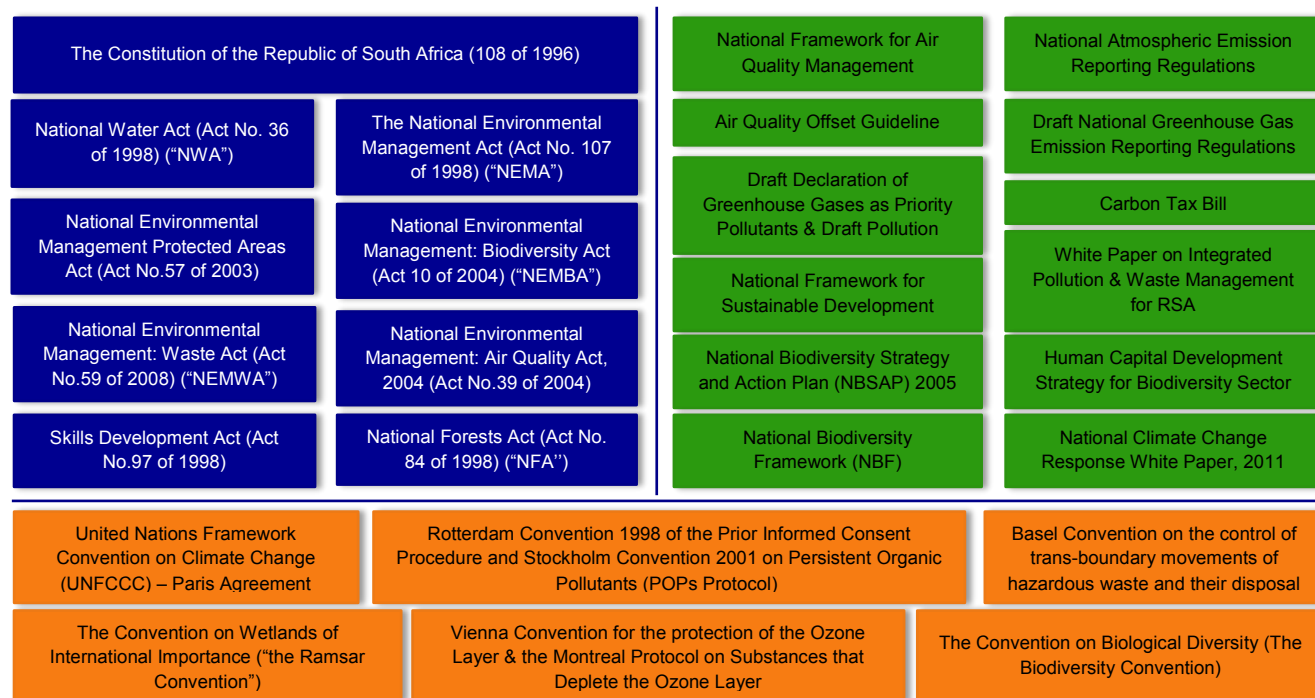 The Constitution of the Republic of South Africa (108 of 1996)
National Water Act (Act No. 36
of 1998) (“NWA”)
The National Environmental
Management Act (Act No. 107
of 1998) (“NEMA”)
National Environmental
Management Protected Areas
Act (Act No.57 of 2003)
National Environmental
Management: Biodiversity Act
(Act 10 of 2004) (“NEMBA”)
National Environmental
Management: Waste Act (Act
No.59 of 2008) (“NEMWA”)
National Environmental
Management: Air Quality Act,
2004 (Act No.39 of 2004)
Skills Development Act (Act
No.97 of 1998)
National Forests Act (Act No.
84 of 1998) (“NFA’’)
National Framework for Air
Quality Management
National Atmospheric Emission
Reporting Regulations
Air Quality Offset Guideline
Draft National Greenhouse Gas
Emission Reporting Regulations
Draft Declaration of
Greenhouse Gases as Priority
Pollutants & Draft Pollution
Carbon Tax Bill
National Framework for
Sustainable Development
White Paper on Integrated
Pollution & Waste Management
for RSA
National Biodiversity Strategy
and Action Plan (NBSAP) 2005
Human Capital Development
Strategy for Biodiversity Sector
National Biodiversity
Framework (NBF)
National Climate Change
Response White Paper, 2011
United Nations Framework
Convention on Climate Change
(UNFCCC) – Paris Agreement
Rotterdam Convention 1998 of the Prior Informed Consent
Procedure and Stockholm Convention 2001 on Persistent Organic
Pollutants (POPs Protocol)
Basel Convention on the control of
trans-boundary movements of
hazardous waste and their disposal
The Convention on Wetlands of
International Importance (“the Ramsar
Convention”)
Vienna Convention for the protection of the Ozone
Layer & the Montreal Protocol on Substances that
Deplete the Ozone Layer
The Convention on Biological Diversity (The
Biodiversity Convention)